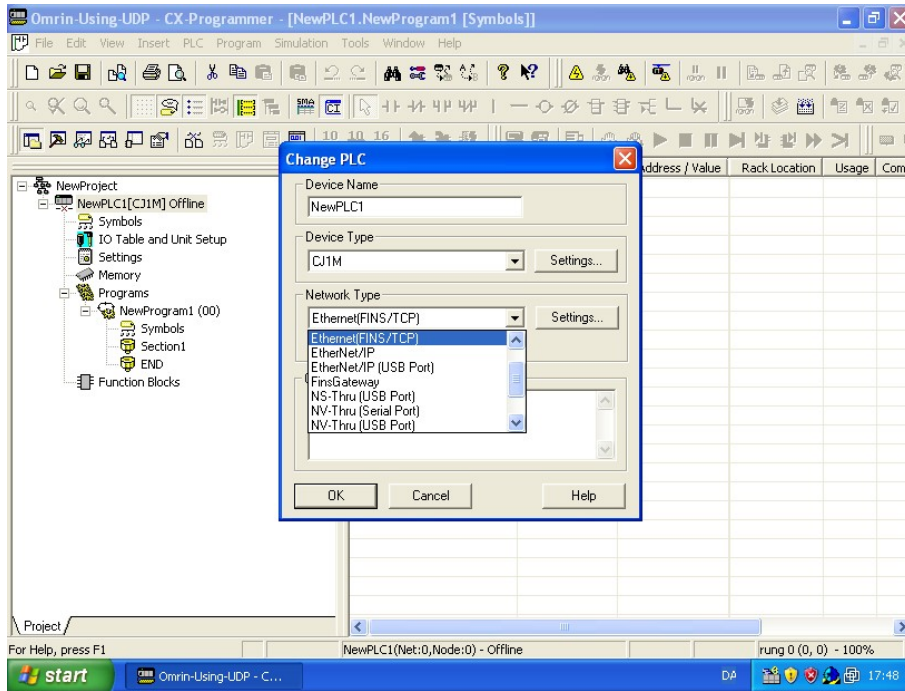 Omrin-Using-UDP - CX-Programmer - [NewPLC1.NewProgram1 [Symbols]]
File Edit View Insert PLC Program Simulation Tools Window Help
10 10 16
Address / Value Rack Location Usage Com
NewProject
NewPLC1[CJ1M] Offline
Symbols
IO Table and Unit Setup
Settings
Memory
Programs
NewProgram1 (00)
Symbols
Section1
END
Function Blocks
Change PLC
Device Name
NewPLC1
Device Type
CJ1M
Settings...
Network Type
Ethernet(FINS/TCP)
Settings...
Ethernet(FINS/TCP)
EtherNet/IP
EtherNet/IP (USB Port)
FinsGateway
NS-Thru (USB Port)
NV-Thru (Serial Port)
NV-Thru (USB Port)
OK Cancel Help
Project
For Help, press F1
NewPLC1(Net:0,Node:0) - Offline
rung 0 (0, 0) - 100%
start
Omrin-Using-UDP - C...
DA
17:48